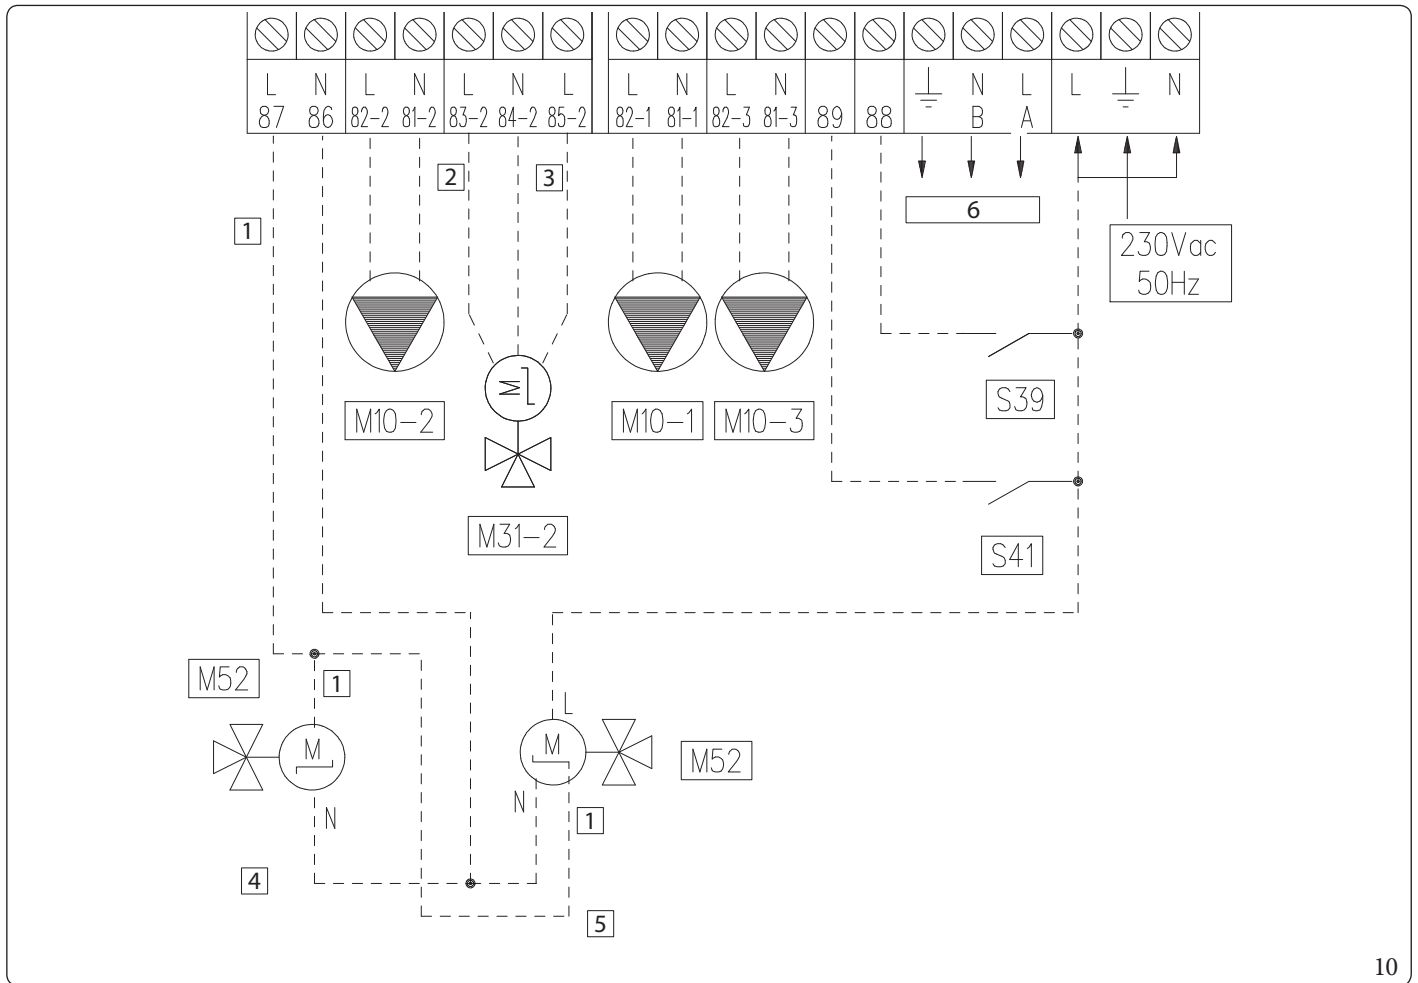 L N L N L N L L N L N N L L N
87 86 82-2 81-2 83-2 84-2 85-2 82-1 81-1 82-3 81-3 89 88 B A
2 3
1 6
230Vac
50Hz
M
M10-2 M10-1 M10-3 S39
M31-2 S41
M52 1
L
M M
M52
N N 1
4
5
10